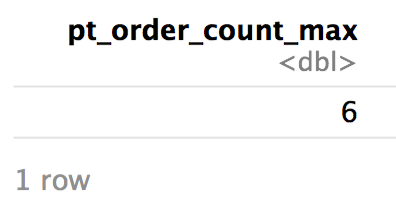 pt_order_count_max
<dbl>
6
1 row